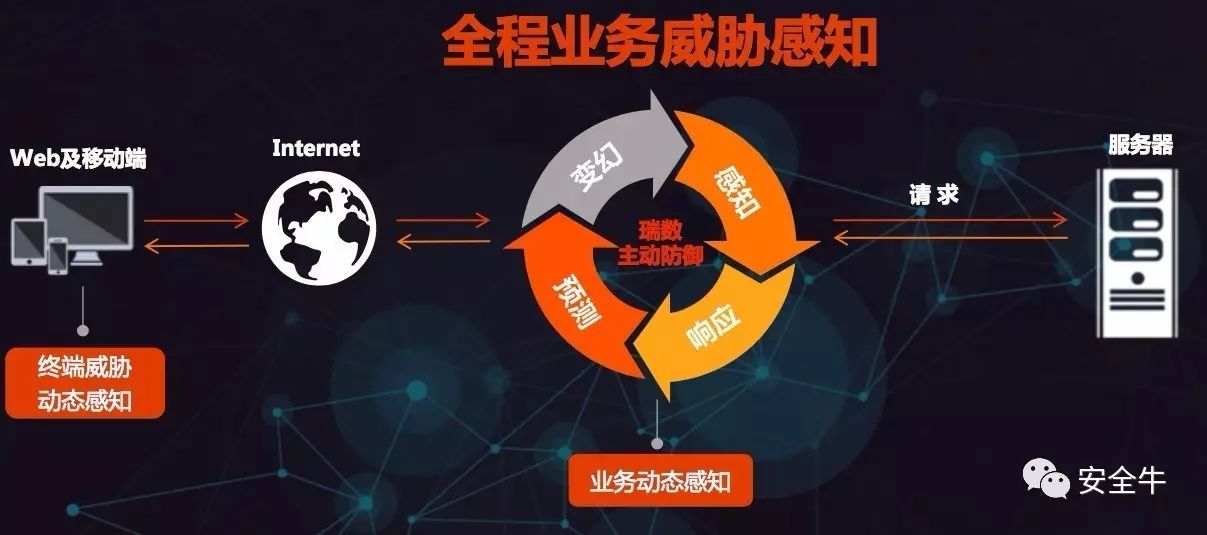 全程业务威胁感知
Web及移动端
Internet
服务器
变幻
感知
请求
瑞数
主动防御
预测
响应
终端威胁
动态感知
业务动态感知
安全牛